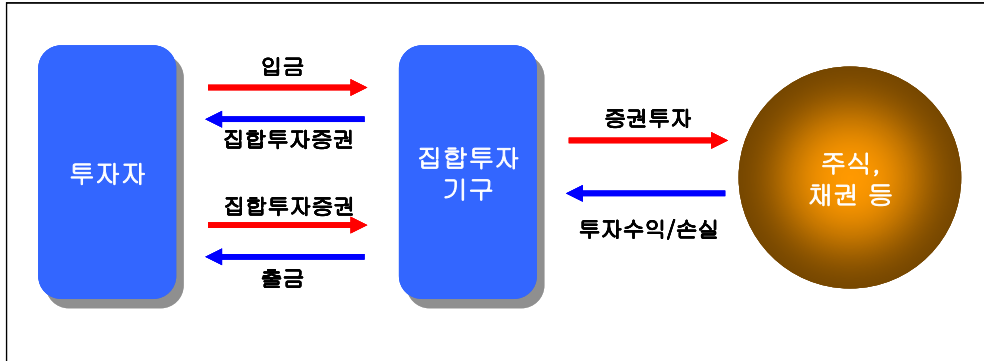 투자자
입금
집합투자증권
집합투자증권
출금
집합투자
기구
증권투자
투자수익/손실
주식,
채권 등